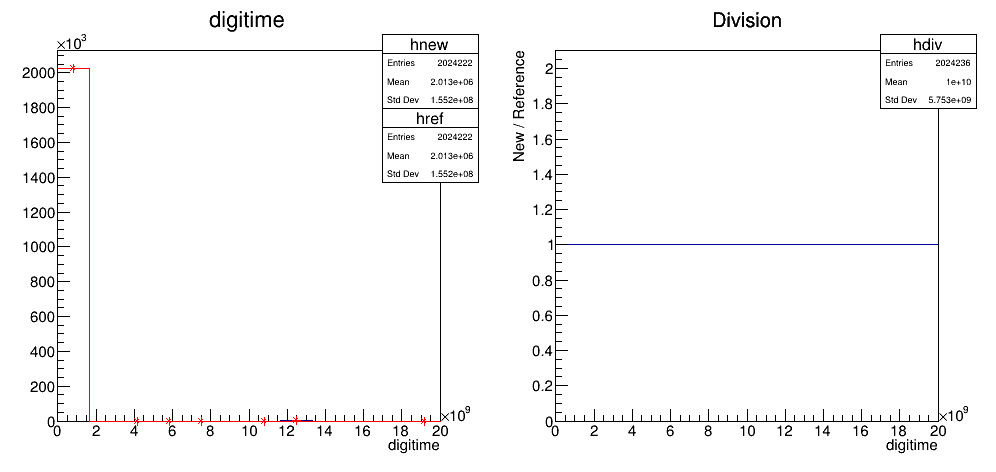 digitime
×10³
hnew
Entries 2024222
Mean 2.013e+06
Std Dev 1.552e+08
href
Entries 2024222
Mean 2.013e+06
Std Dev 1.552e+08
2000
1800
1600
1400
1200
1000
800
600
400
200
0
0 2 4 6 8 10 12 14 16 18 20
×10⁹
digitime
Division
hdiv
Entries 2024236
Mean 1e+10
Std Dev 5.753e+09
New / Reference
2
1.8
1.6
1.4
1.2
1
0.8
0.6
0.4
0.2
0
0 2 4 6 8 10 12 14 16 18 20
×10⁹
digitime